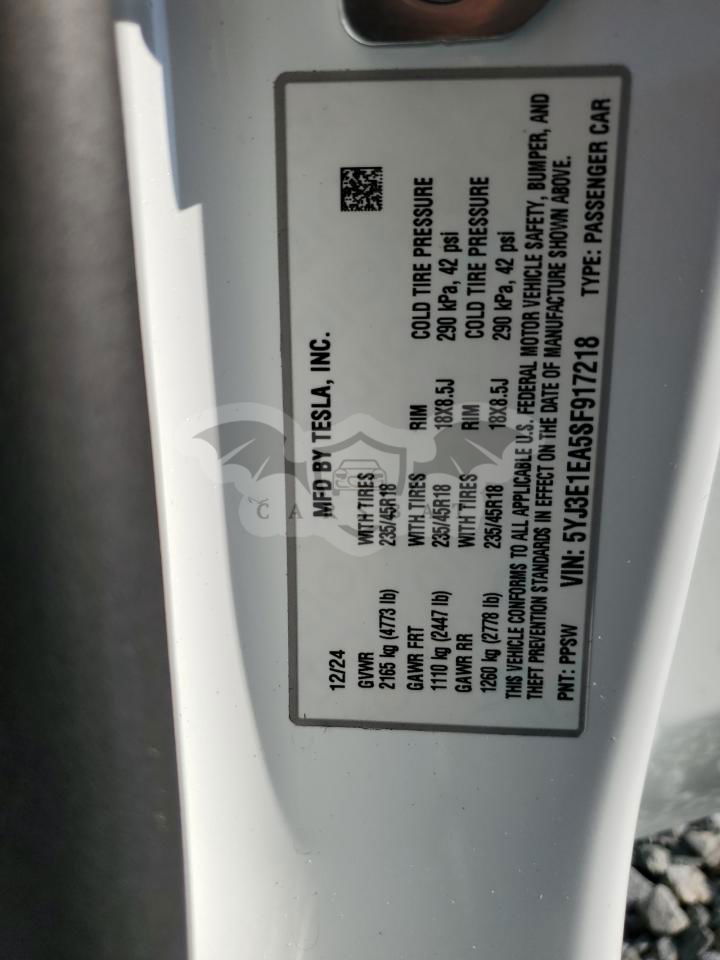 12/24 MFD BY TESLA, INC.
GVWR WITH TIRES
2165 kg (4773 lb) 235/45R18
GAWR FRT WITH TIRES RIM COLD TIRE PRESSURE
1110 kg (2447 lb) 235/45R18 18X8.5J 290 kPa, 42 psi
GAWR RR WITH TIRES RIM COLD TIRE PRESSURE
1260 kg (2778 lb) 235/45R18 18X8.5J 290 kPa, 42 psi
THIS VEHICLE CONFORMS TO ALL APPLICABLE U.S. FEDERAL MOTOR VEHICLE SAFETY, BUMPER, AND
THEFT PREVENTION STANDARDS IN EFFECT ON THE DATE OF MANUFACTURE SHOWN ABOVE.
PNT: PPSW VIN: 5YJ3E1EA5SF917218 TYPE: PASSENGER CAR